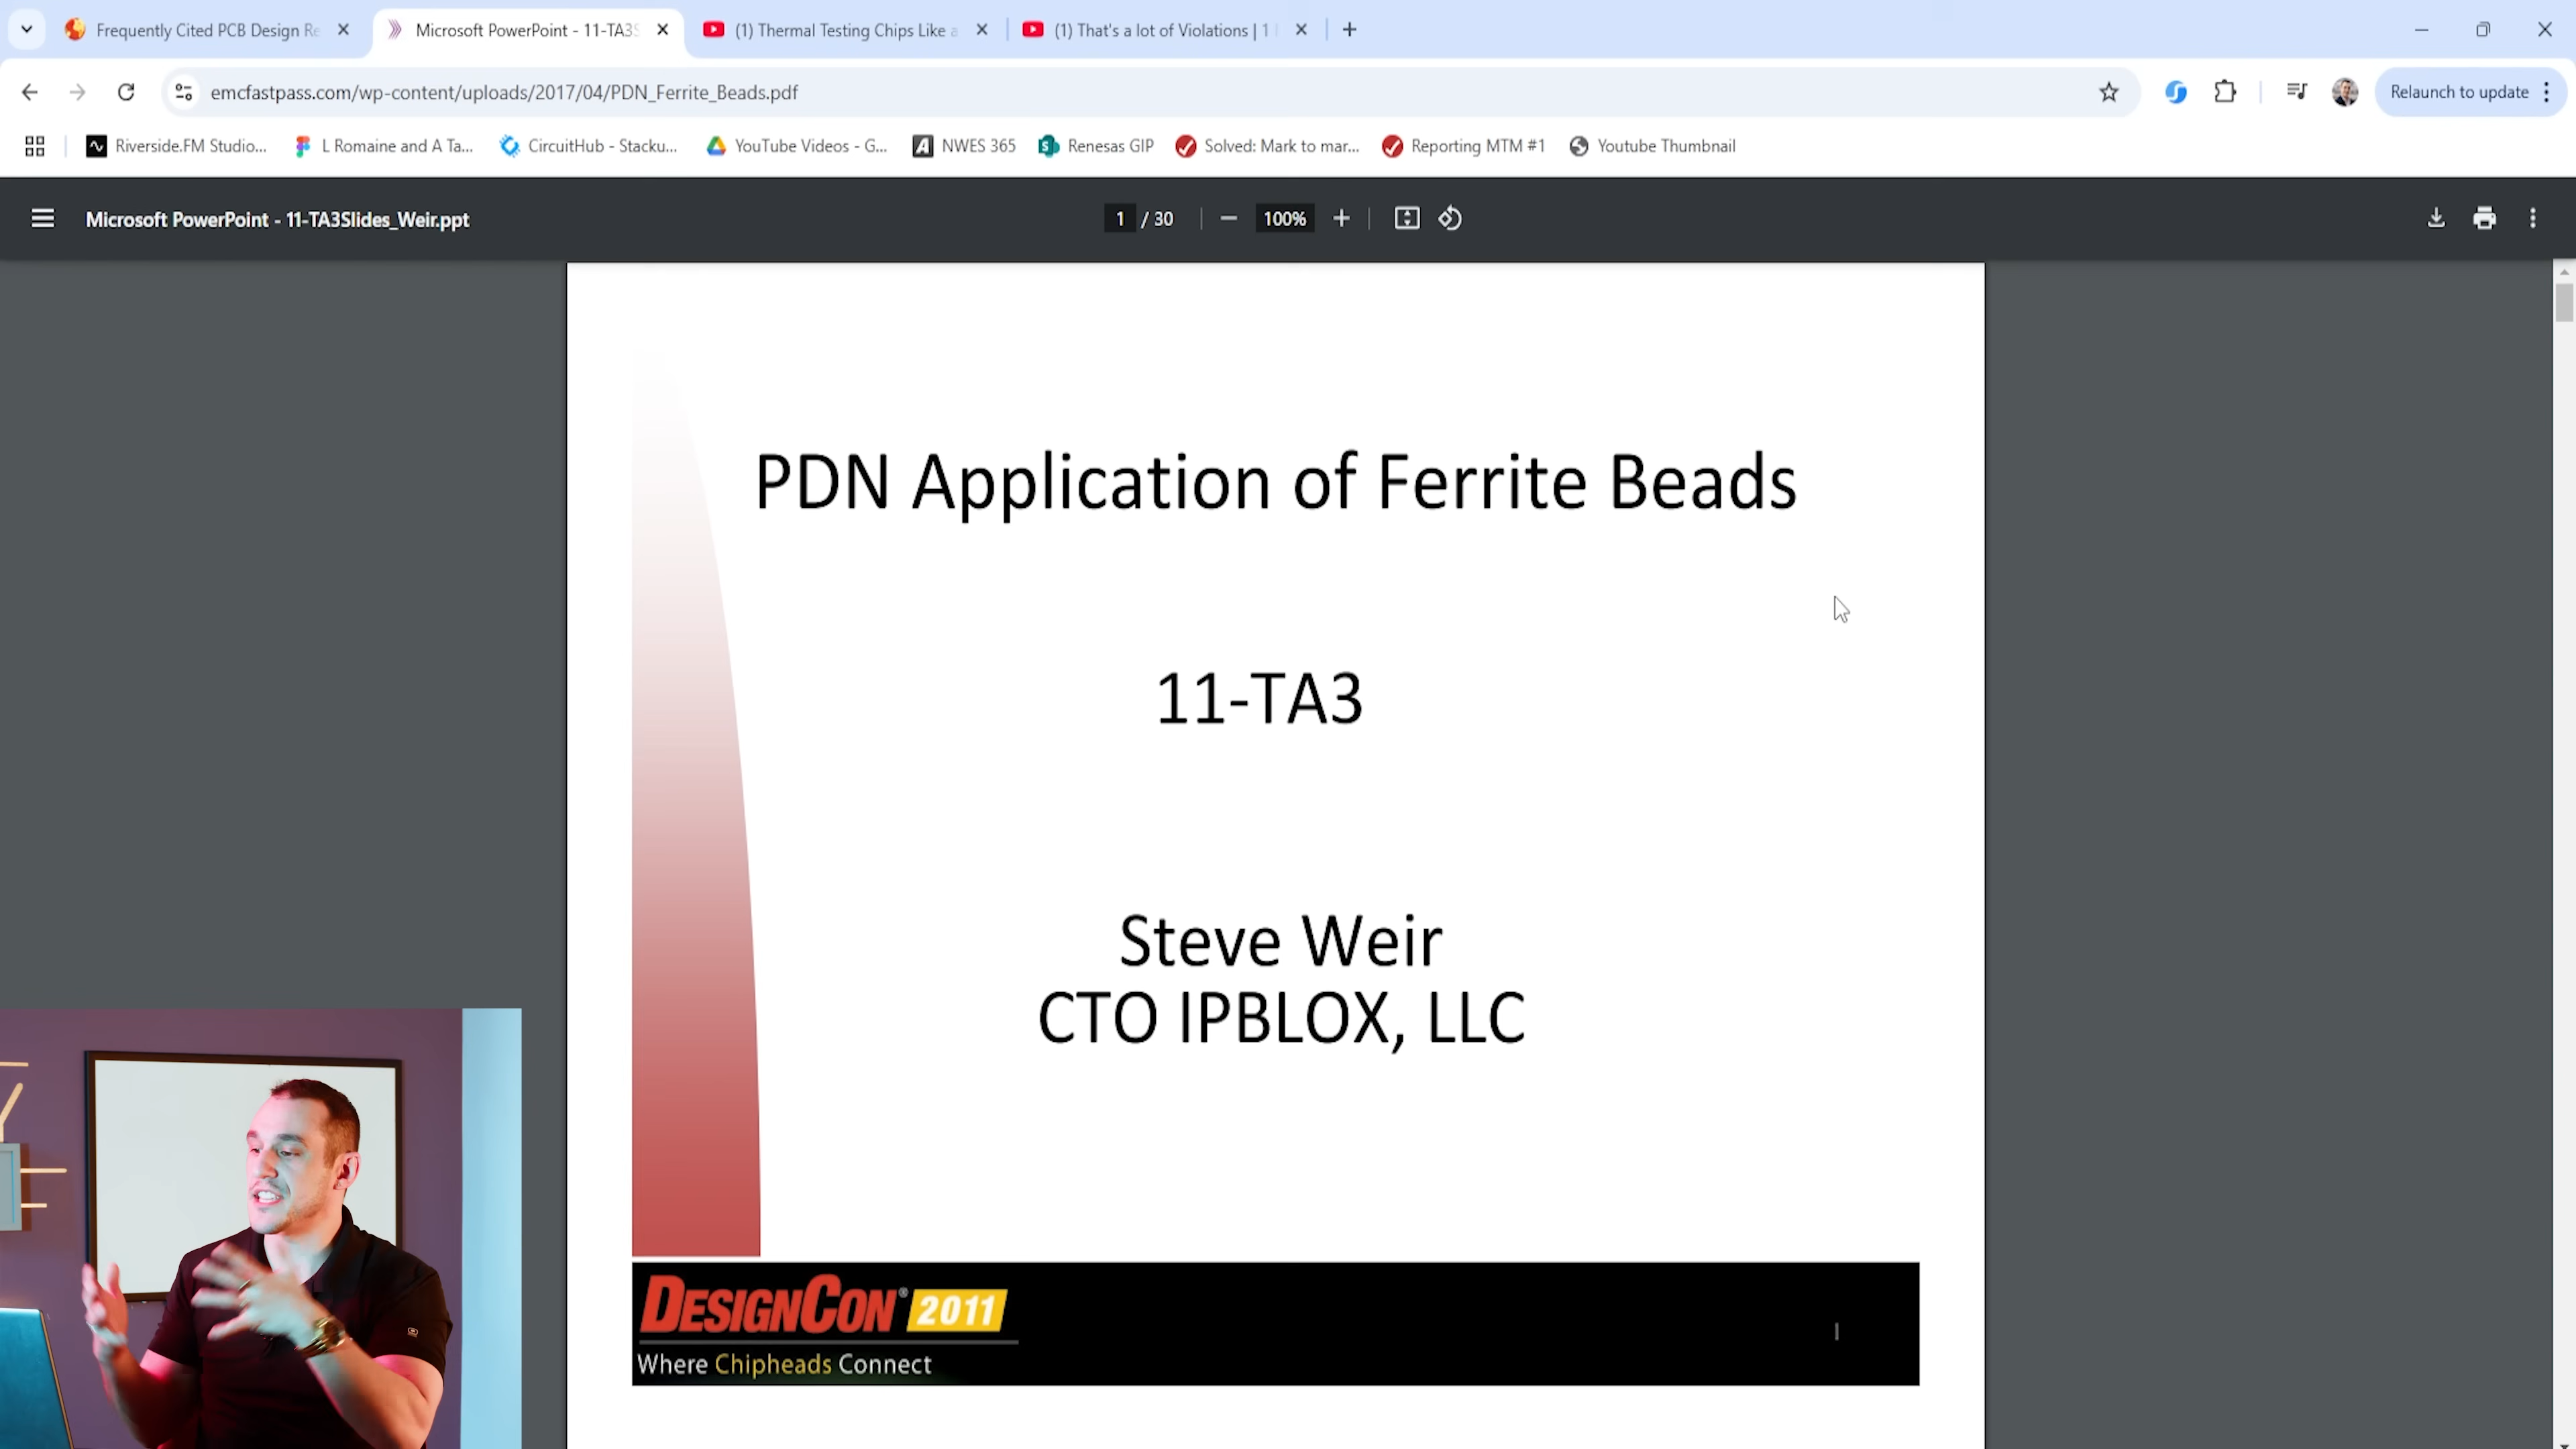 Frequently Cited PCB Design Re
Microsoft PowerPoint - 11-TA3S
(1) Thermal Testing Chips Like a
(1) That's a lot of Violations | 1
emcfastpass.com/wp-content/uploads/2017/04/PDN_Ferrite_Beads.pdf
Relaunch to update
Riverside.FM Studio...
L Romaine and A Ta...
CircuitHub - Stacku...
YouTube Videos - G...
NWES 365
Renesas GIP
Solved: Mark to mar...
Reporting MTM #1
Youtube Thumbnail
Microsoft PowerPoint - 11-TA3Slides_Weir.ppt
1 / 30
100%
PDN Application of Ferrite Beads
11-TA3
Steve Weir
CTO IPBLOX, LLC
DESIGNCON® 2011
Where Chipheads Connect